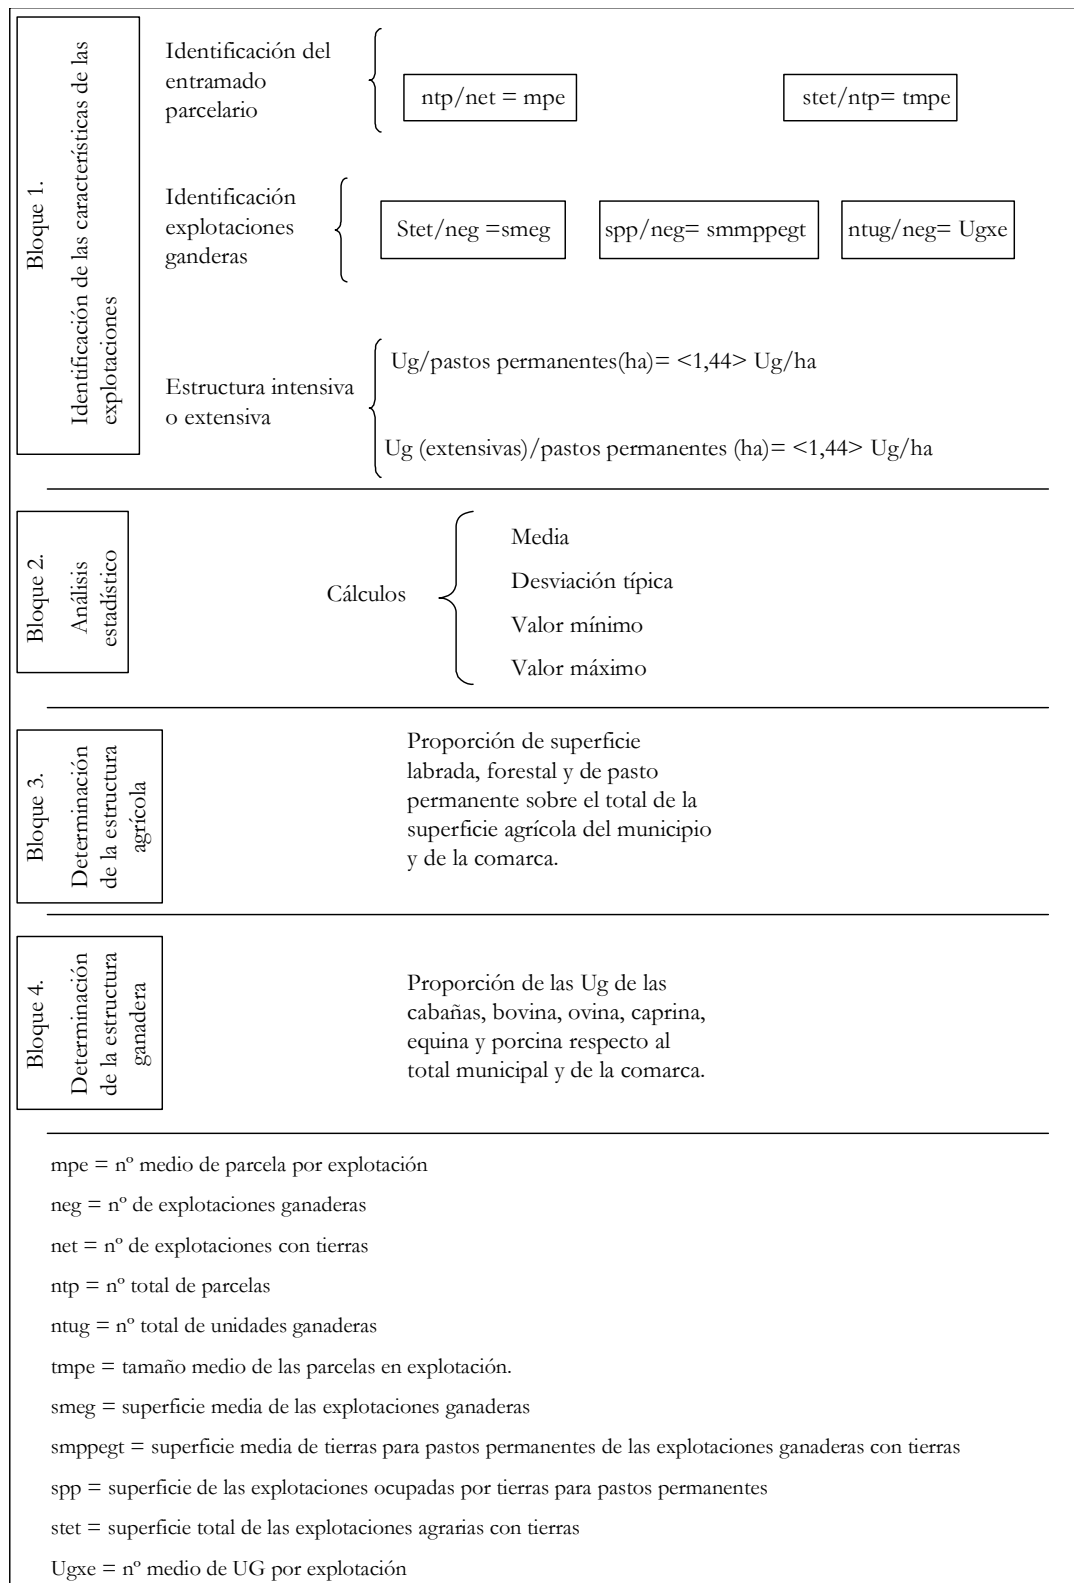 Bloque 1.
Identificación de las características de las
explotaciones
Identificación del
entramado
parcelario
ntp/net = mpe
stet/ntp= tmpe
Identificación
explotaciones
ganderas
Stet/neg =smeg
spp/neg= smmppegt
ntug/neg= Ugxe
Estructura intensiva
o extensiva
Ug/pastos permanentes(ha)= <1,44> Ug/ha
Ug (extensivas)/pastos permanentes (ha)= <1,44> Ug/ha
Bloque 2.
Análisis
estadístico
Cálculos
Media
Desviación típica
Valor mínimo
Valor máximo
Bloque 3.
Determinación
de la estructura
agrícola
Proporción de superficie
labrada, forestal y de pasto
permanente sobre el total de la
superficie agrícola del municipio
y de la comarca.
Bloque 4.
Determinación
de la estructura
ganadera
Proporción de las Ug de las
cabañas, bovina, ovina, caprina,
equina y porcina respecto al
total municipal y de la comarca.
mpe = nº medio de parcela por explotación
neg = nº de explotaciones ganaderas
net = nº de explotaciones con tierras
ntp = nº total de parcelas
ntug = nº total de unidades ganaderas
tmpe = tamaño medio de las parcelas en explotación.
smeg = superficie media de las explotaciones ganaderas
smppegt = superficie media de tierras para pastos permanentes de las explotaciones ganaderas con tierras
spp = superficie de las explotaciones ocupadas por tierras para pastos permanentes
stet = superficie total de las explotaciones agrarias con tierras
Ugxe = nº medio de UG por explotación